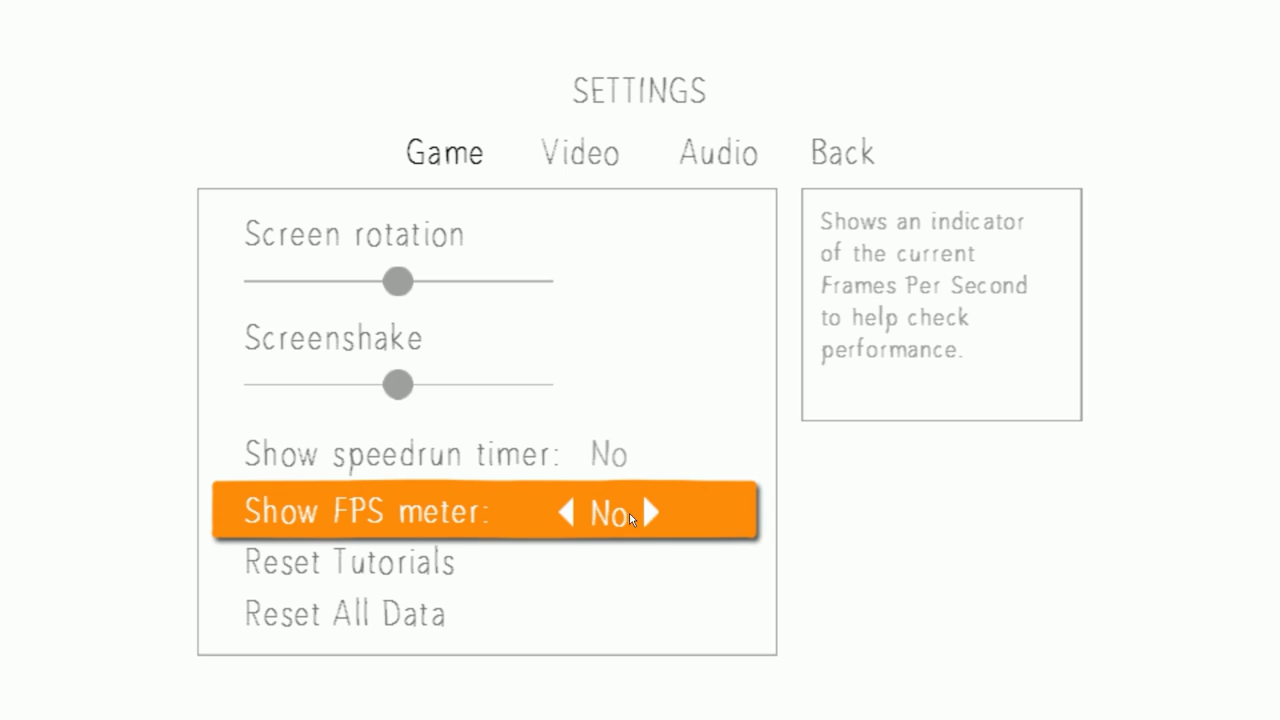 SETTINGS
Game Video Audio Back
Screen rotation
Screenshake
Show speedrun timer: No
Show FPS meter: No
Reset Tutorials
Reset All Data
Shows an indicator
of the current
Frames Per Second
to help check
performance.